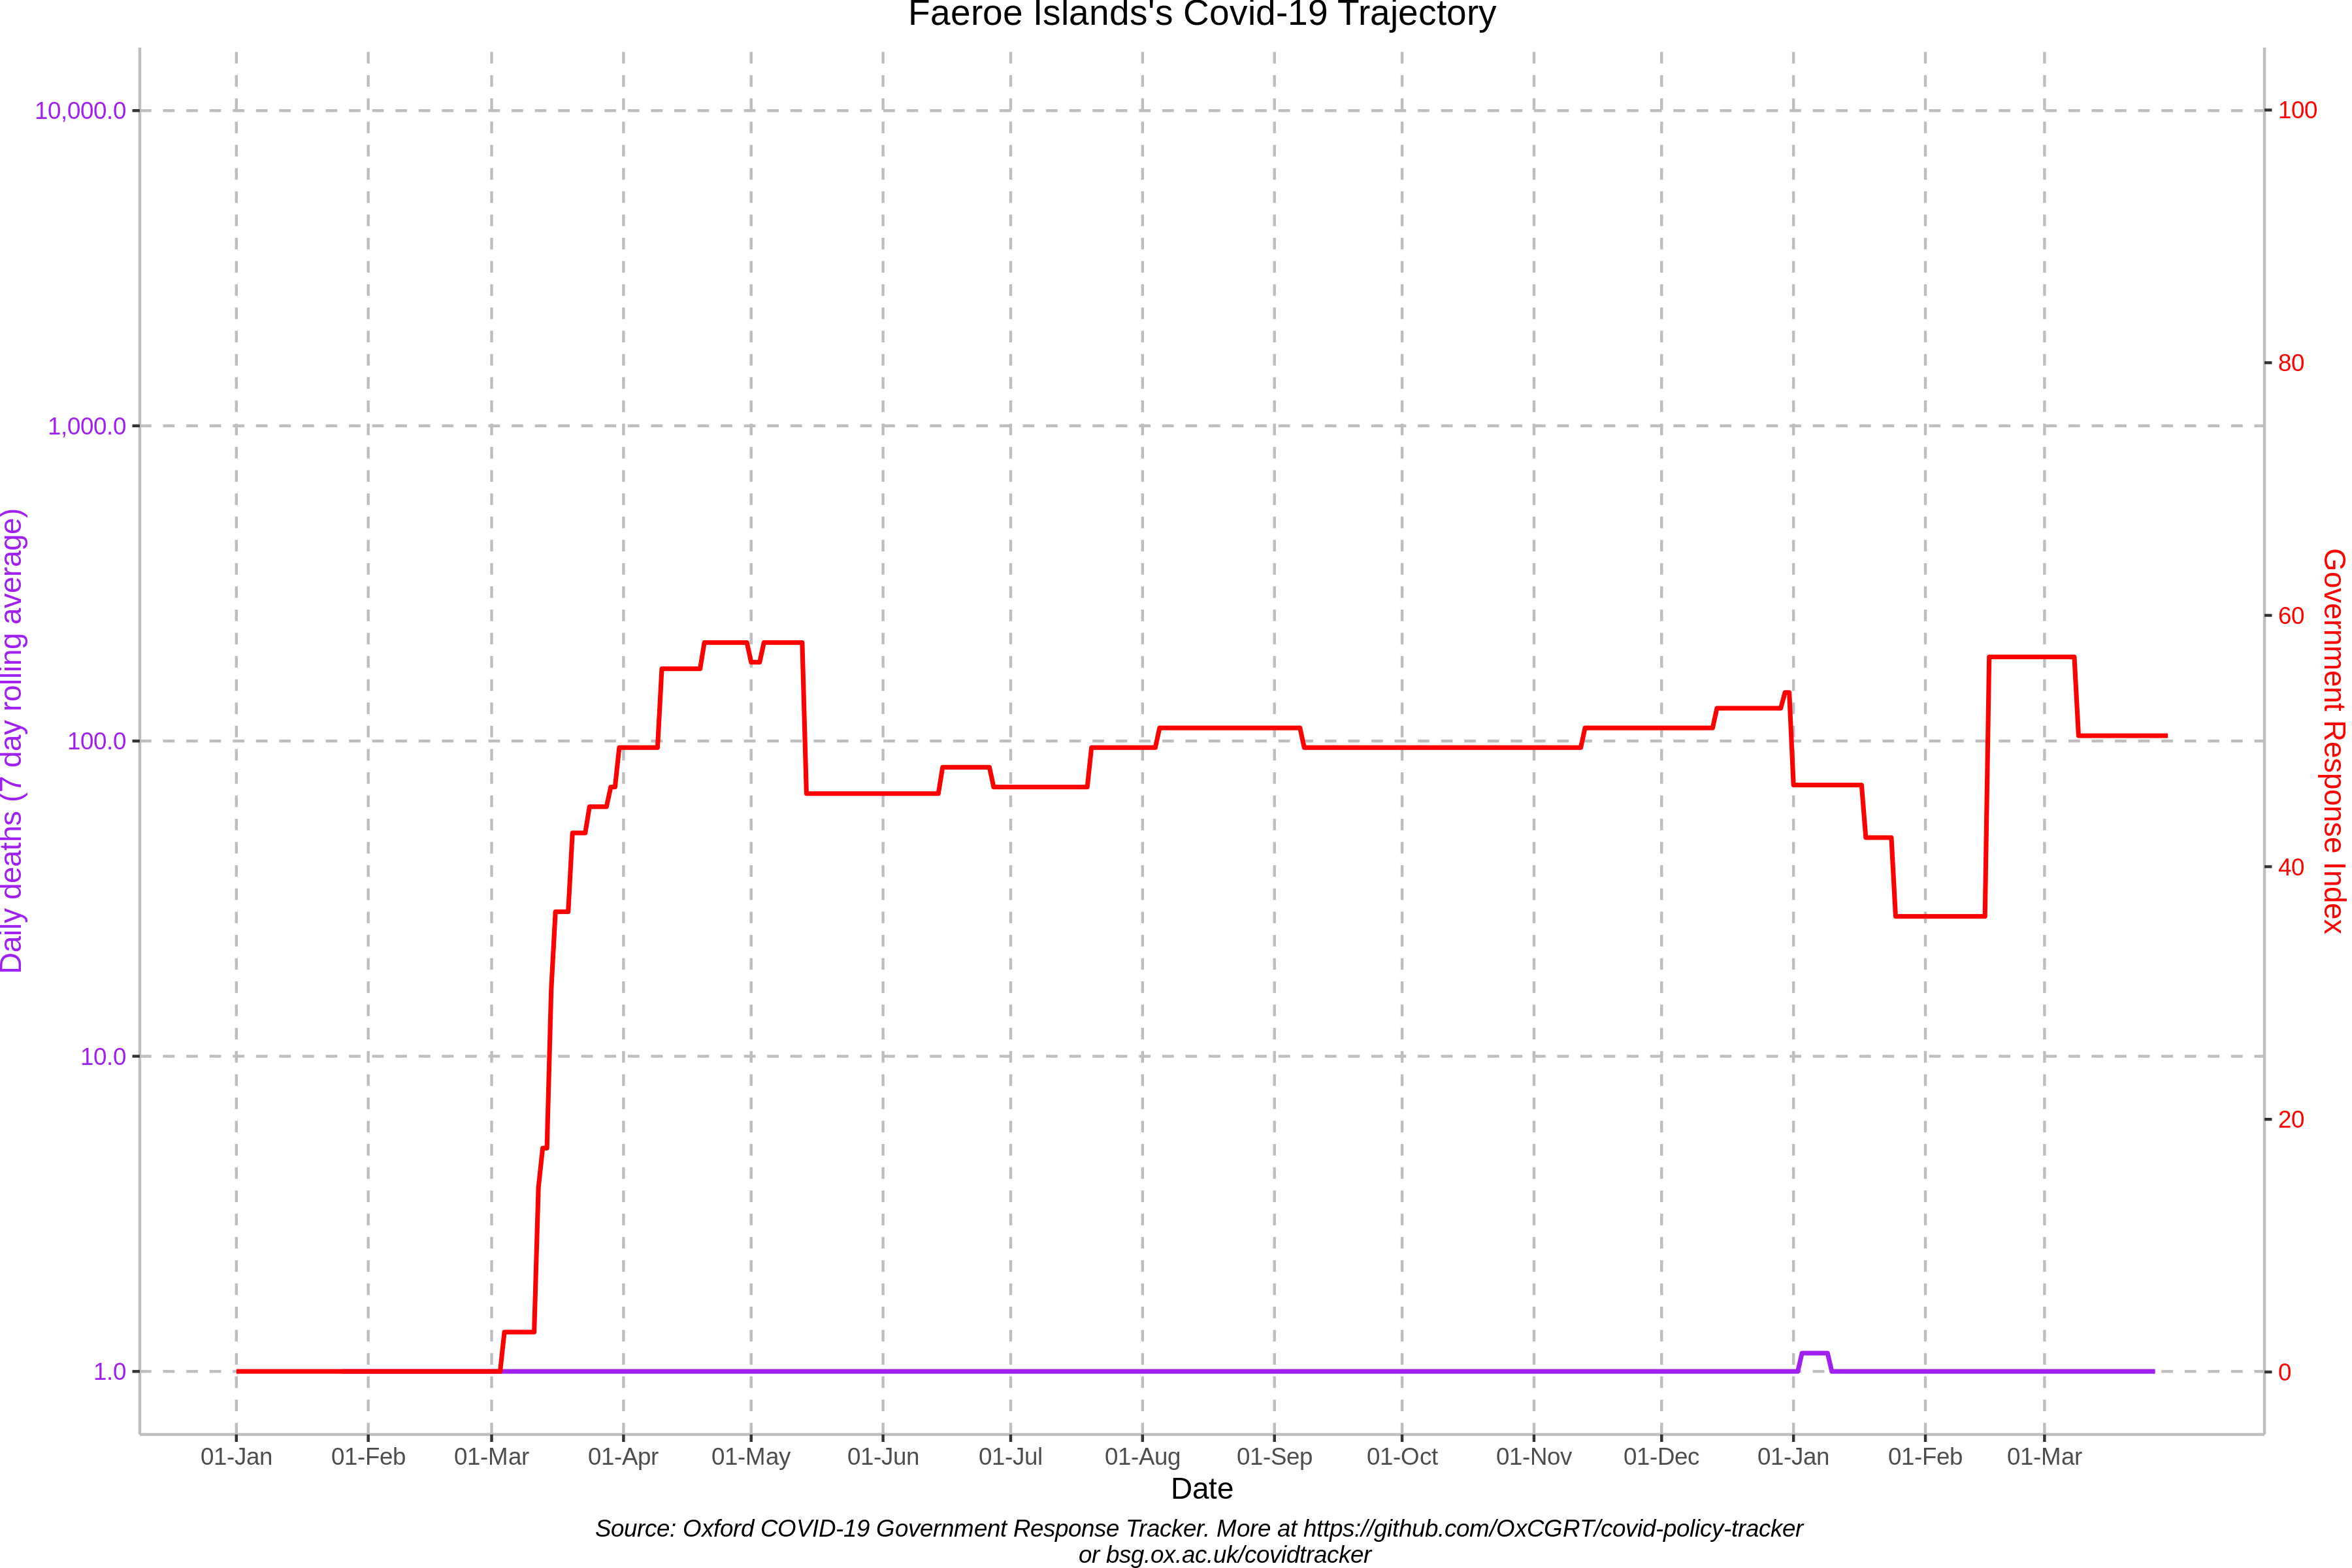 Faeroe Islands's Covid-19 Trajectory
10,000.0
1,000.0
100.0
10.0
1.0
Daily deaths (7 day rolling average)
100
80
60
40
20
0
Government Response Index
01-Jan 01-Feb 01-Mar 01-Apr 01-May 01-Jun 01-Jul 01-Aug 01-Sep 01-Oct 01-Nov 01-Dec 01-Jan 01-Feb 01-Mar
Date
Source: Oxford COVID-19 Government Response Tracker. More at https://github.com/OxCGRT/covid-policy-tracker
or bsg.ox.ac.uk/covidtracker